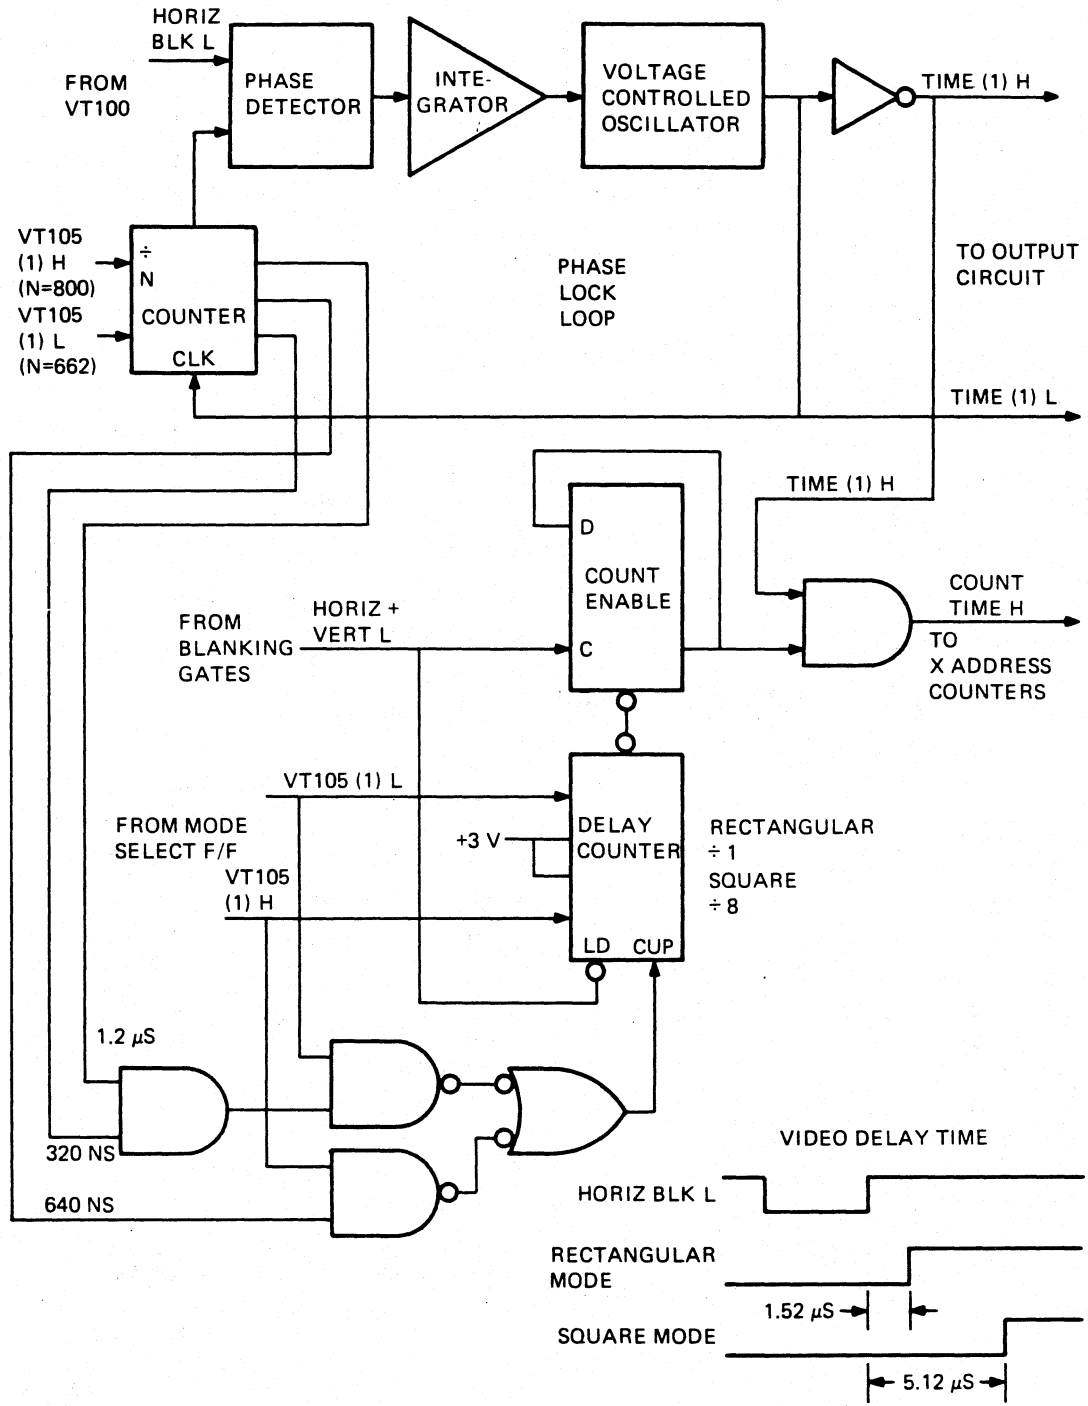 HORIZ
BLK L
FROM
VT100
PHASE
DETECTOR
INTE-
GRATOR
VOLTAGE
CONTROLLED
OSCILLATOR
TIME (1) H
VT105
(1) H
(N=800)
VT105
(1) L
(N=662)
÷
N
COUNTER
CLK
PHASE
LOCK
LOOP
TO OUTPUT
CIRCUIT
TIME (1) L
TIME (1) H
D
COUNT
ENABLE
C
FROM
BLANKING
GATES
HORIZ +
VERT L
COUNT
TIME H
TO
X ADDRESS
COUNTERS
VT105 (1) L
FROM MODE
SELECT F/F
VT105
(1) H
+3 V
DELAY
COUNTER
LD CUP
RECTANGULAR
÷ 1
SQUARE
÷ 8
1.2 µS
320 NS
640 NS
VIDEO DELAY TIME
HORIZ BLK L
RECTANGULAR
MODE
1.52 µS
SQUARE MODE
5.12 µS